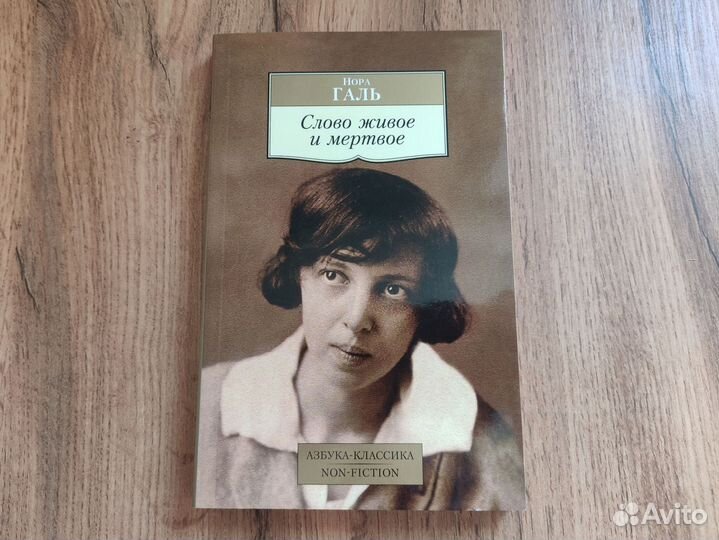 Нора
ГАЛЬ
Слово живое
и мертвое
АЗБУКА-КЛАССИКА
NON-FICTION
Avito